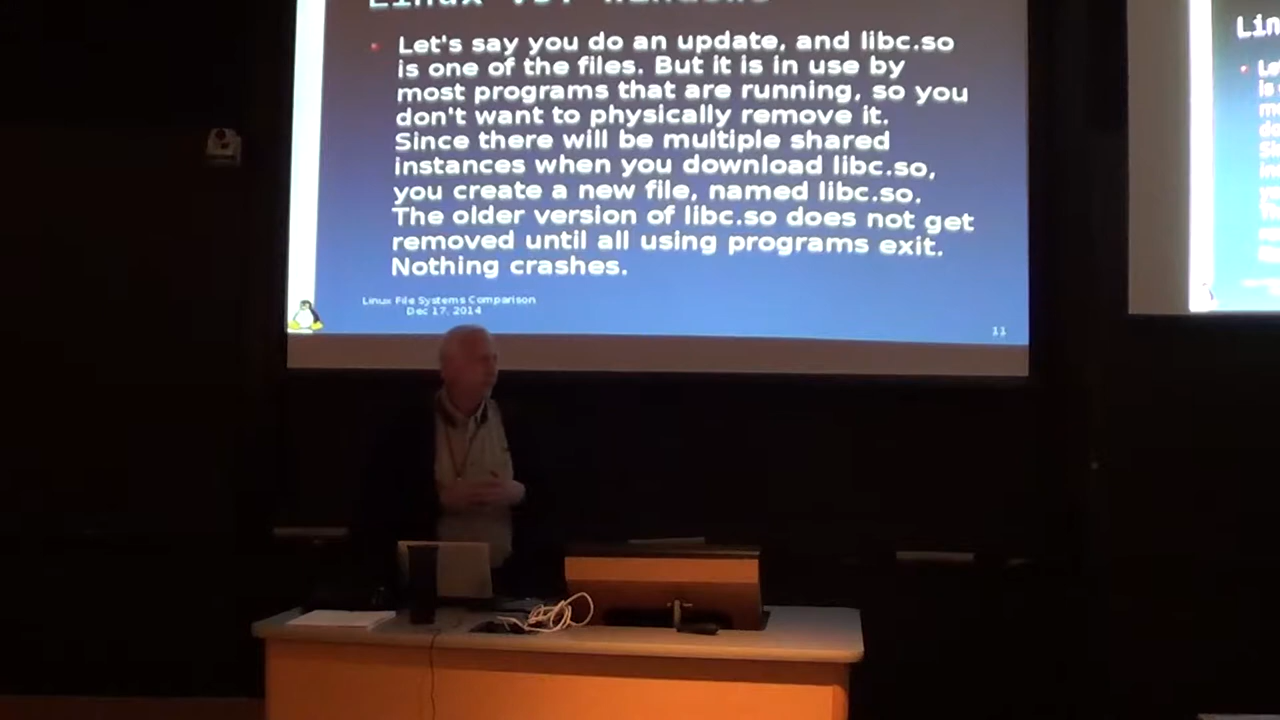 Linux vs. Windows
Let's say you do an update, and libc.so
is one of the files. But it is in use by
most programs that are running, so you
don't want to physically remove it.
Since there will be multiple shared
instances when you download libc.so,
you create a new file, named libc.so.
The older version of libc.so does not get
removed until all using programs exit.
Nothing crashes.
Linux File Systems Comparison
Dec 17, 2014
11
Lin